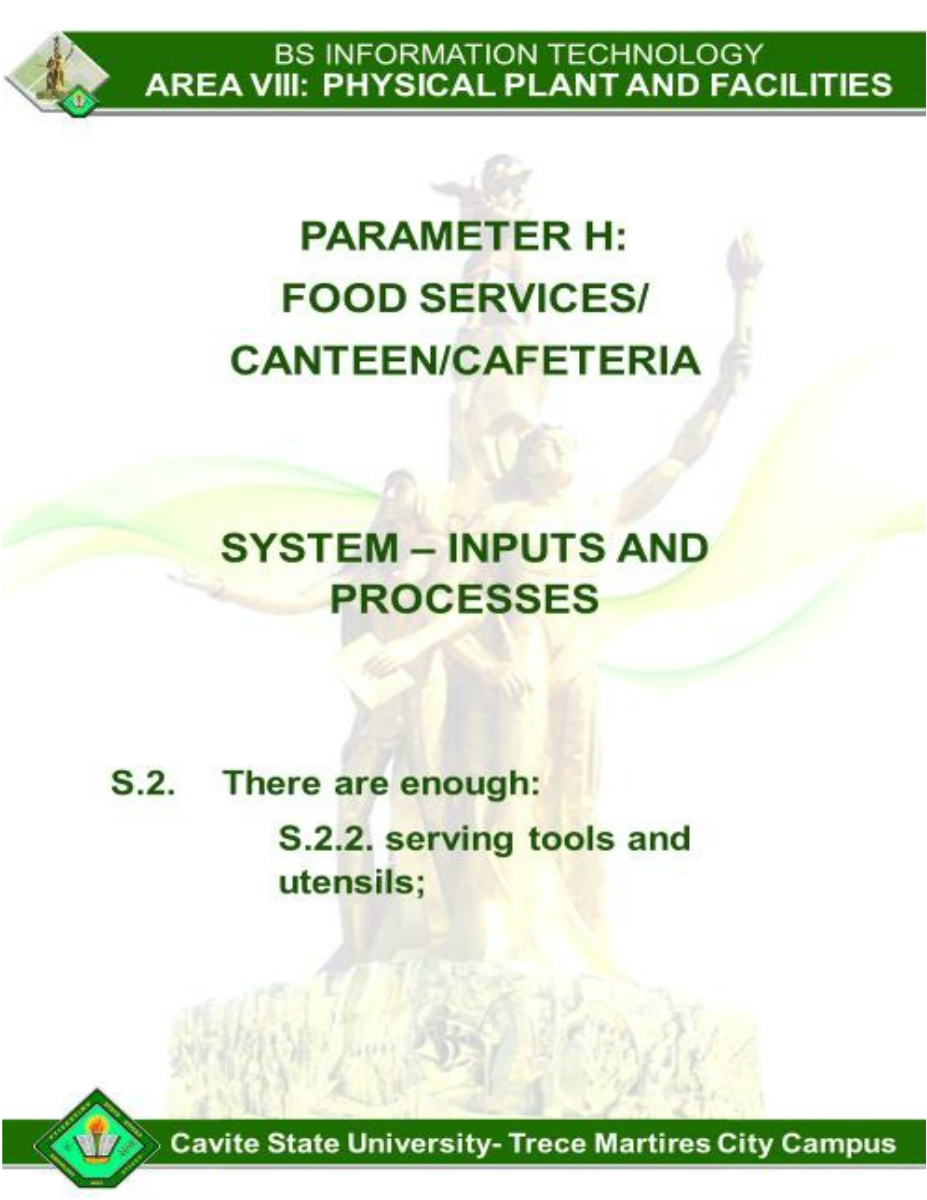 BS INFORMATION TECHNOLOGY
AREA VIII: PHYSICAL PLANT AND FACILITIES
PARAMETER H:
FOOD SERVICES/
CANTEEN/CAFETERIA
SYSTEM – INPUTS AND
PROCESSES
S.2. There are enough:
S.2.2. serving tools and
utensils;
Cavite State University- Trece Martires City Campus